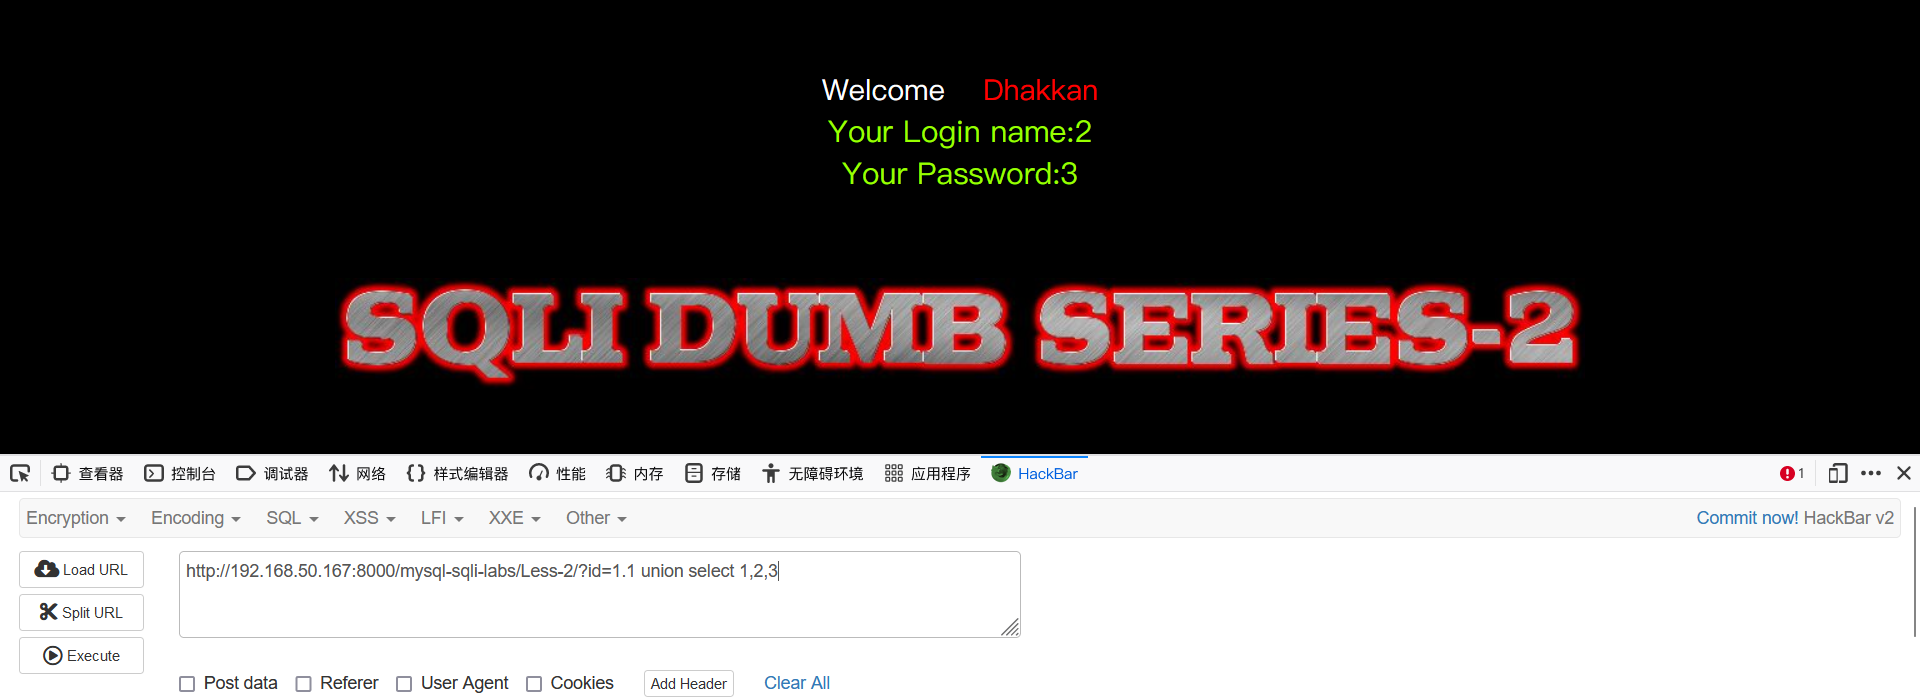 Welcome Dhakkan
Your Login name:2
Your Password:3
SQLI DUMB SERIES-2
查看器 控制台 调试器 网络 样式编辑器 性能 内存 存储 无障碍环境 应用程序 HackBar 1
Encryption Encoding SQL XSS LFI XXE Other Commit now! HackBar v2
Load URL http://192.168.50.167:8000/mysql-sqli-labs/Less-2/?id=1.1 union select 1,2,3
Split URL
Execute
Post data Referer User Agent Cookies Add Header Clear All